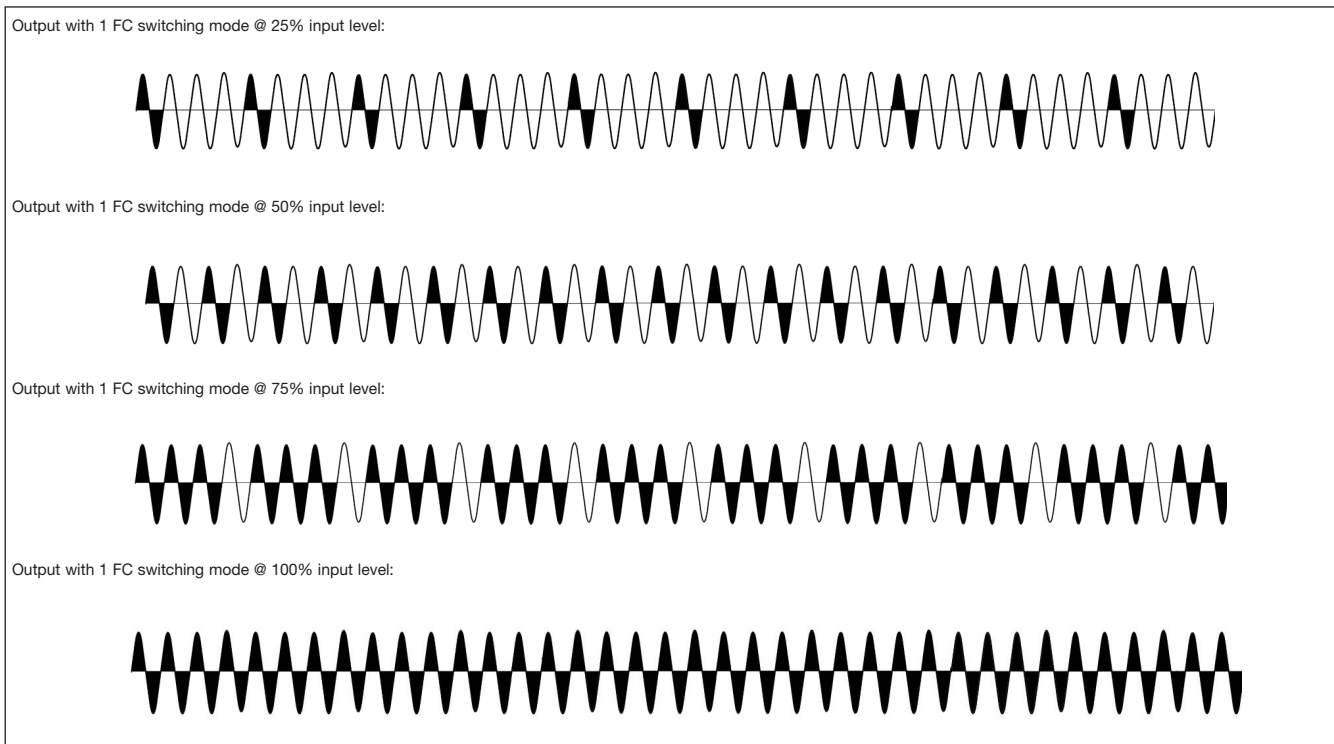 Output with 1 FC switching mode @ 25% input level:
Output with 1 FC switching mode @ 50% input level:
Output with 1 FC switching mode @ 75% input level:
Output with 1 FC switching mode @ 100% input level: